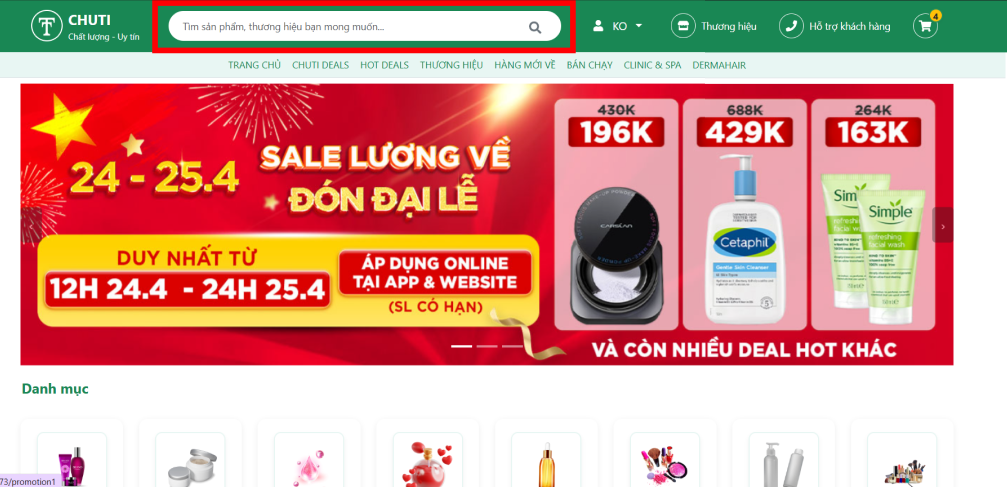 CHUTI
Chất lượng - Uy tín
Tìm sản phẩm, thương hiệu bạn mong muốn...
KO
Thương hiệu
Hỗ trợ khách hàng
4
TRANG CHỦ CHUTI DEALS HOT DEALS THƯƠNG HIỆU HÀNG MỚI VỀ BÁN CHẠY CLINIC & SPA DERMAHAIR
24 - 25.4
SALE LƯƠNG VỀ
ĐÓN ĐẠI LỄ
DUY NHẤT TỪ
12H 24.4 - 24H 25.4
ÁP DỤNG ONLINE
TẠI APP & WEBSITE
(SL CÓ HẠN)
430K
196K
688K
429K
264K
163K
CARSLAN
Cetaphil
Gentle Skin Cleanser
Simple
refreshing
facial wash
VÀ CÒN NHIỀU DEAL HOT KHÁC
Danh mục
73/promotion1